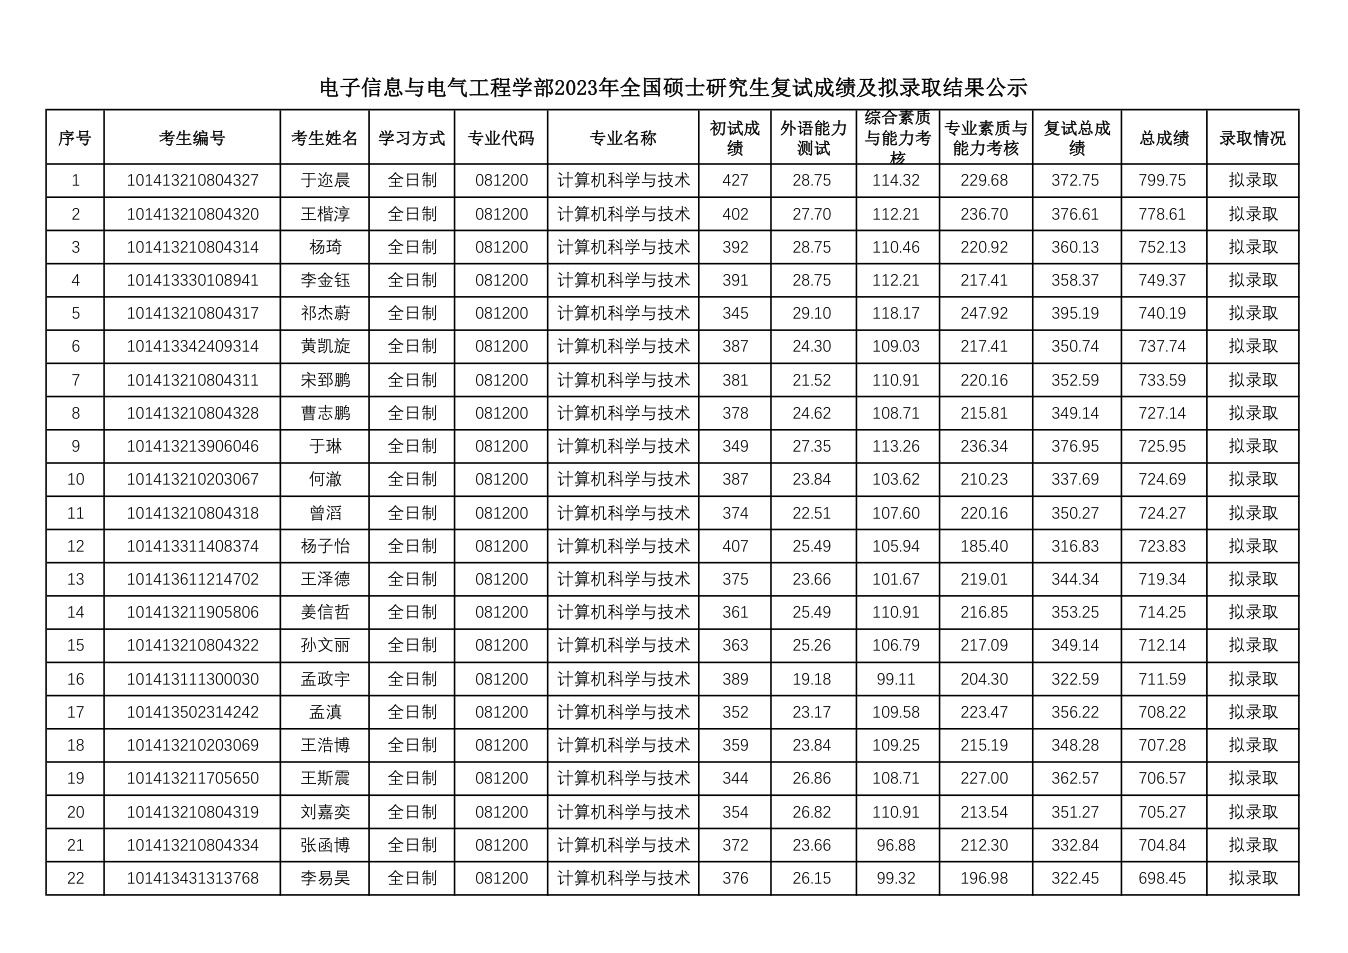 电子信息与电气工程学部2023年全国硕士研究生复试成绩及拟录取结果公示
序号 考生编号 考生姓名 学习方式 专业代码 专业名称 初试成绩 外语能力测试 综合素质与能力考核 专业素质与能力考核 复试总成绩 总成绩 录取情况
1 101413210804327 于迩晨 全日制 081200 计算机科学与技术 427 28.75 114.32 229.68 372.75 799.75 拟录取
2 101413210804320 王楷淳 全日制 081200 计算机科学与技术 402 27.70 112.21 236.70 376.61 778.61 拟录取
3 101413210804314 杨琦 全日制 081200 计算机科学与技术 392 28.75 110.46 220.92 360.13 752.13 拟录取
4 101413330108941 李金钰 全日制 081200 计算机科学与技术 391 28.75 112.21 217.41 358.37 749.37 拟录取
5 101413210804317 祁杰蔚 全日制 081200 计算机科学与技术 345 29.10 118.17 247.92 395.19 740.19 拟录取
6 101413342409314 黄凯旋 全日制 081200 计算机科学与技术 387 24.30 109.03 217.41 350.74 737.74 拟录取
7 101413210804311 宋郅鹏 全日制 081200 计算机科学与技术 381 21.52 110.91 220.16 352.59 733.59 拟录取
8 101413210804328 曹志鹏 全日制 081200 计算机科学与技术 378 24.62 108.71 215.81 349.14 727.14 拟录取
9 101413213906046 于琳 全日制 081200 计算机科学与技术 349 27.35 113.26 236.34 376.95 725.95 拟录取
10 101413210203067 何澈 全日制 081200 计算机科学与技术 387 23.84 103.62 210.23 337.69 724.69 拟录取
11 101413210804318 曾滔 全日制 081200 计算机科学与技术 374 22.51 107.60 220.16 350.27 724.27 拟录取
12 101413311408374 杨子怡 全日制 081200 计算机科学与技术 407 25.49 105.94 185.40 316.83 723.83 拟录取
13 101413611214702 王泽德 全日制 081200 计算机科学与技术 375 23.66 101.67 219.01 344.34 719.34 拟录取
14 101413211905806 姜信哲 全日制 081200 计算机科学与技术 361 25.49 110.91 216.85 353.25 714.25 拟录取
15 101413210804322 孙文丽 全日制 081200 计算机科学与技术 363 25.26 106.79 217.09 349.14 712.14 拟录取
16 101413111300030 孟政宇 全日制 081200 计算机科学与技术 389 19.18 99.11 204.30 322.59 711.59 拟录取
17 101413502314242 孟滇 全日制 081200 计算机科学与技术 352 23.17 109.58 223.47 356.22 708.22 拟录取
18 101413210203069 王浩博 全日制 081200 计算机科学与技术 359 23.84 109.25 215.19 348.28 707.28 拟录取
19 101413211705650 王斯震 全日制 081200 计算机科学与技术 344 26.86 108.71 227.00 362.57 706.57 拟录取
20 101413210804319 刘嘉奕 全日制 081200 计算机科学与技术 354 26.82 110.91 213.54 351.27 705.27 拟录取
21 101413210804334 张函博 全日制 081200 计算机科学与技术 372 23.66 96.88 212.30 332.84 704.84 拟录取
22 101413431313768 李易昊 全日制 081200 计算机科学与技术 376 26.15 99.32 196.98 322.45 698.45 拟录取